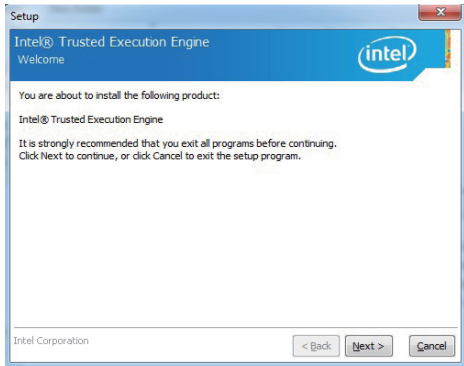 Setup
Intel® Trusted Execution Engine
Welcome
intel
You are about to install the following product:
Intel® Trusted Execution Engine
It is strongly recommended that you exit all programs before continuing.
Click Next to continue, or click Cancel to exit the setup program.
Intel Corporation
< Back Next > Cancel